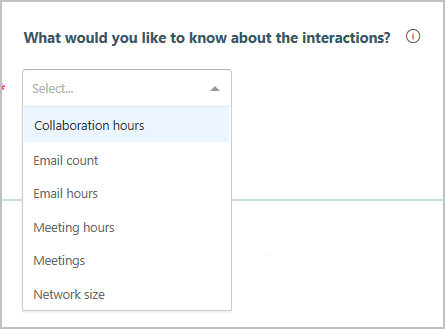 What would you like to know about the interactions?
* Select...
Collaboration hours
Email count
Email hours
Meeting hours
Meetings
Network size